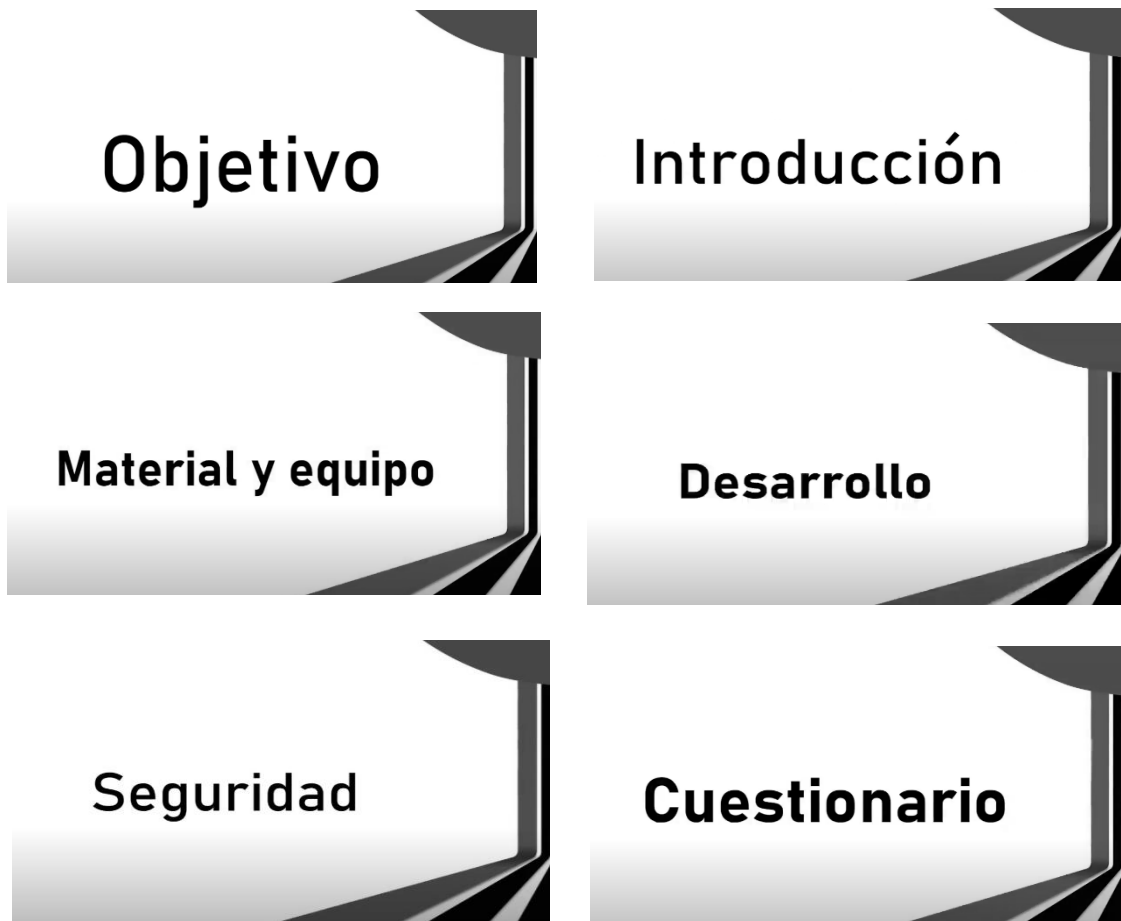 Objetivo
Introducción
Material y equipo
Desarrollo
Seguridad
Cuestionario